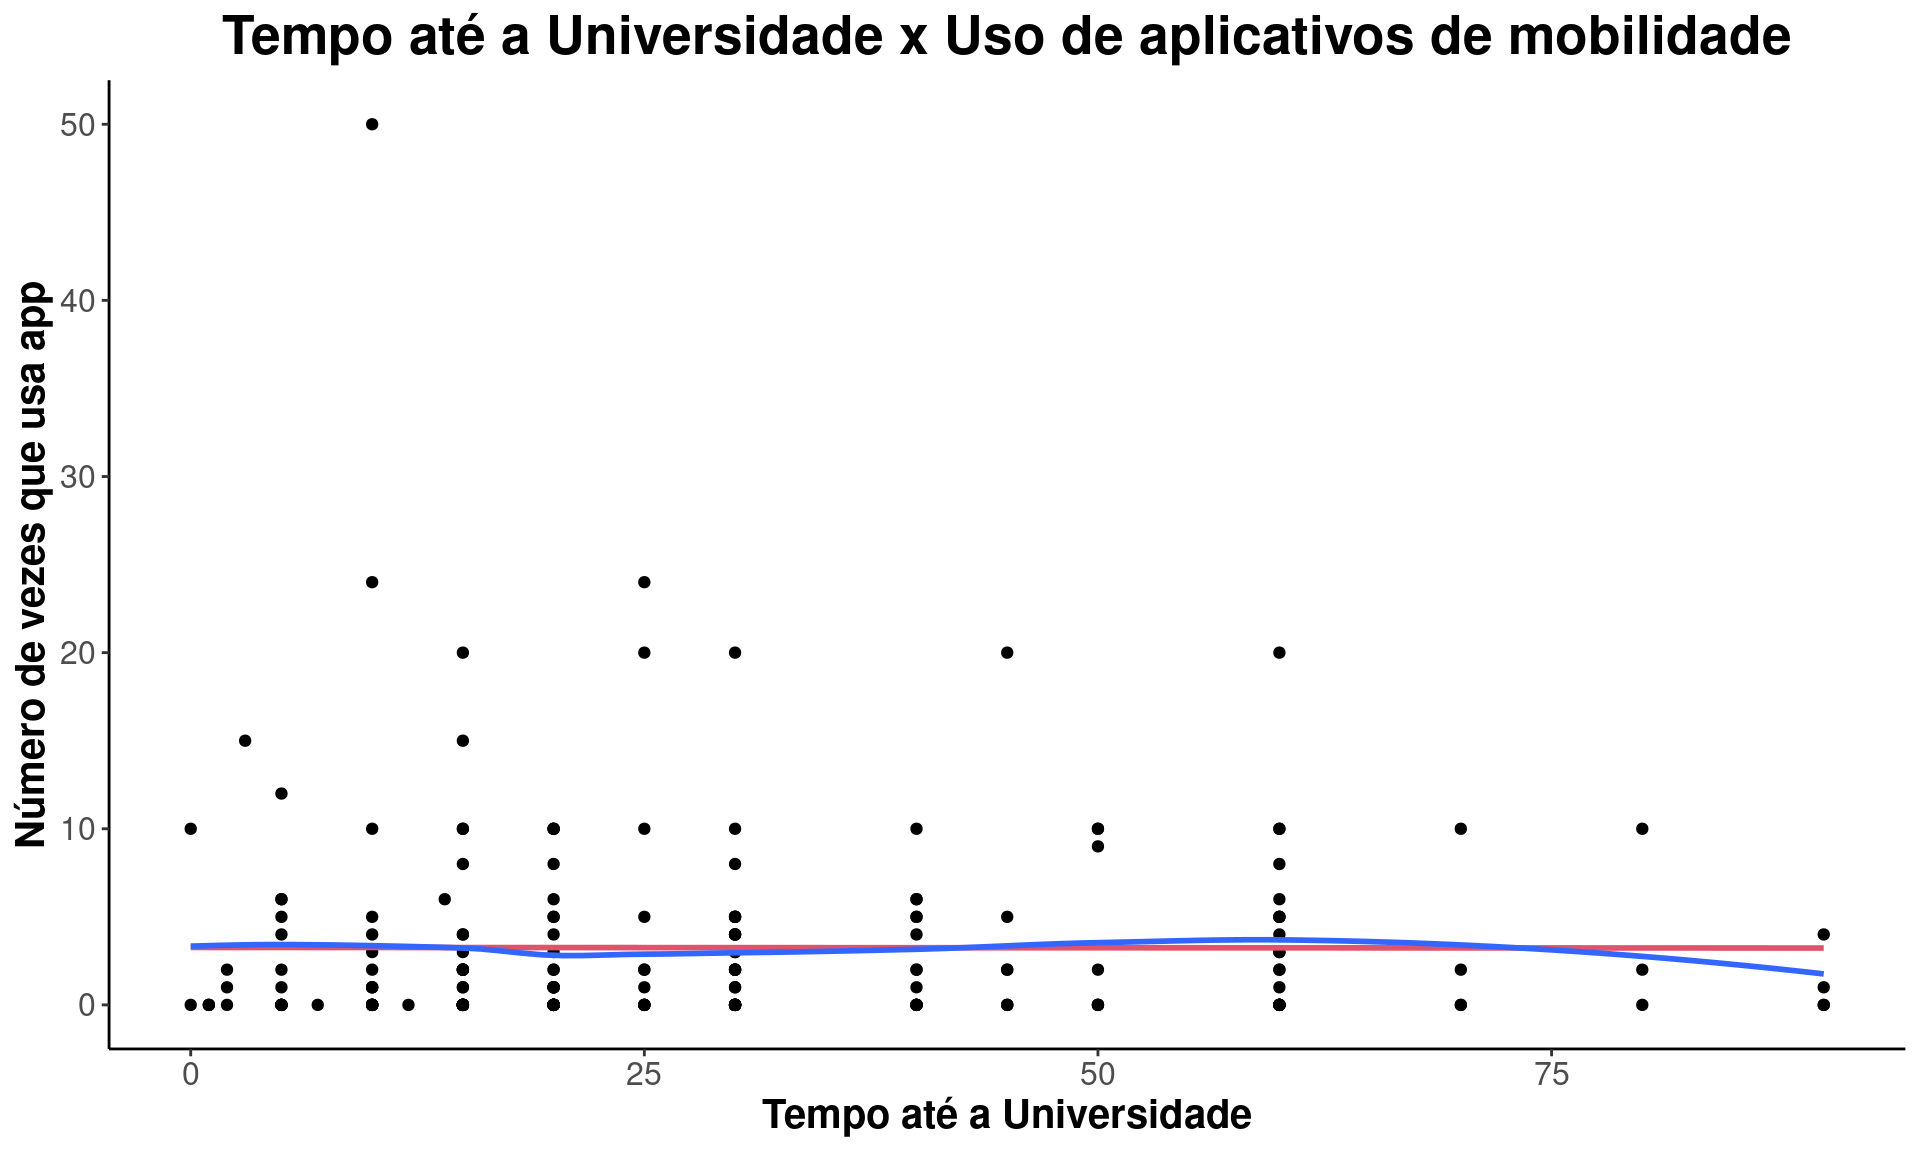 Tempo até a Universidade x Uso de aplicativos de mobilidade
Número de vezes que usa app
50
40
30
20
10
0
0 25 50 75
Tempo até a Universidade